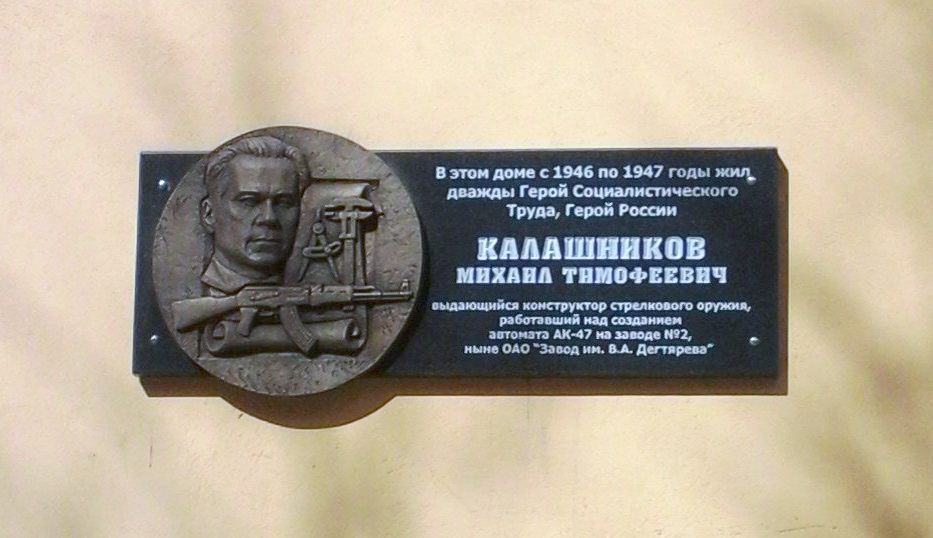 В этом доме с 1946 по 1947 годы жил
дважды Герой Социалистического
Труда, Герой России
КАЛАШНИКОВ
МИХАИЛ ТИМОФЕЕВИЧ
выдающийся конструктор стрелкового оружия,
работавший над созданием
автомата АК-47 на заводе №2,
ныне ОАО "Завод им. В.А. Дегтярева"